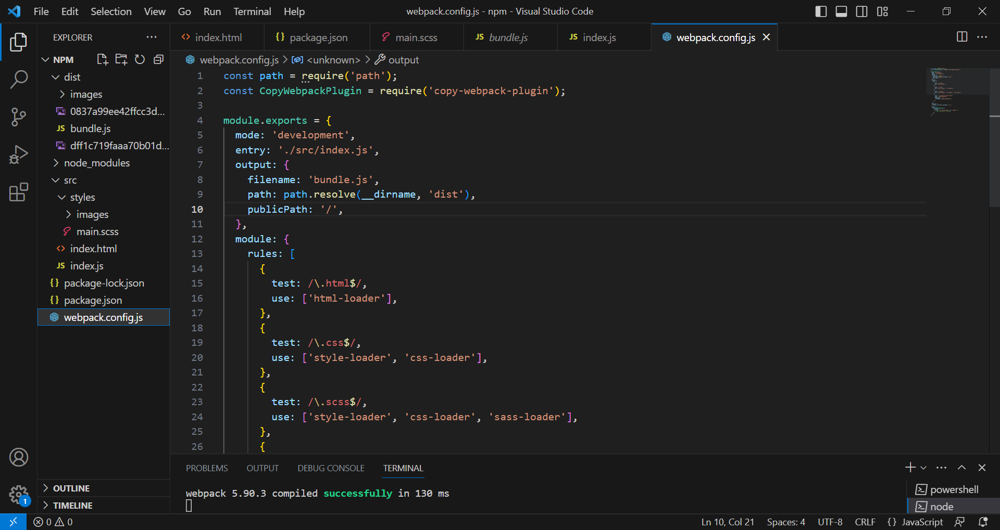 File Edit Selection View Go Run Terminal Help
webpack.config.js - npm - Visual Studio Code
EXPLORER
NPM
dist
images
0837a99ee42ffcc3d...
JS bundle.js
dff1c719faaa70b01d...
node_modules
src
styles
images
main.scss
<> index.html
JS index.js
{} package-lock.json
{} package.json
webpack.config.js
OUTLINE
TIMELINE
1
<> index.html
{} package.json
main.scss
JS bundle.js
JS index.js
webpack.config.js
webpack.config.js > <unknown> > output
1 const path = require('path');
2 const CopyWebpackPlugin = require('copy-webpack-plugin');
3
4 module.exports = {
5 mode: 'development',
6 entry: './src/index.js',
7 output: {
8 filename: 'bundle.js',
9 path: path.resolve(__dirname, 'dist'),
10 publicPath: '/',
11 },
12 module: {
13 rules: [
14 {
15 test: /\.html$/,
16 use: ['html-loader'],
17 },
18 {
19 test: /\.css$/,
20 use: ['style-loader', 'css-loader'],
21 },
22 {
23 test: /\.scss$/,
24 use: ['style-loader', 'css-loader', 'sass-loader'],
25 },
26 {
PROBLEMS OUTPUT DEBUG CONSOLE TERMINAL
webpack 5.90.3 compiled successfully in 130 ms
powershell
node
0 0
Ln 10, Col 21 Spaces: 4 UTF-8 CRLF {} JavaScript